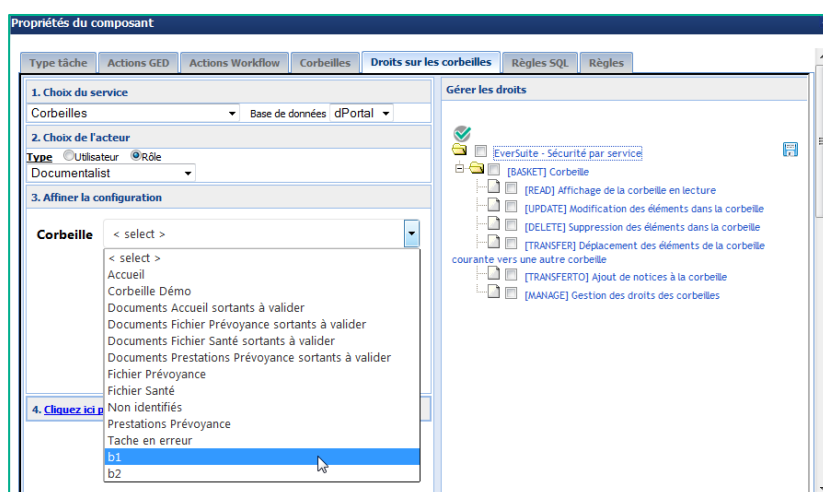 Propriétés du composant
Type tâche Actions GED Actions Workflow Corbeilles Droits sur les corbeilles Règles SQL Règles
1. Choix du service
Corbeilles Base de données dPortal
2. Choix de l'acteur
Type Utilisateur Rôle
Documentalist
3. Affiner la configuration
Corbeille < select >
< select >
Accueil
Corbeille Démo
Documents Accueil sortants à valider
Documents Fichier Prévoyance sortants à valider
Documents Fichier Santé sortants à valider
Documents Prestations Prévoyance sortants à valider
Fichier Prévoyance
Fichier Santé
Non identifiés
Prestations Prévoyance
Tache en erreur
b1
b2
4. Cliquez ici
Gérer les droits
EverSuite - Sécurité par service
[BASKET] Corbeille
[READ] Affichage de la corbeille en lecture
[UPDATE] Modification des éléments dans la corbeille
[DELETE] Suppression des éléments dans la corbeille
[TRANSFER] Déplacement des éléments de la corbeille
courante vers une autre corbeille
[TRANSFERTO] Ajout de notices à la corbeille
[MANAGE] Gestion des droits des corbeilles